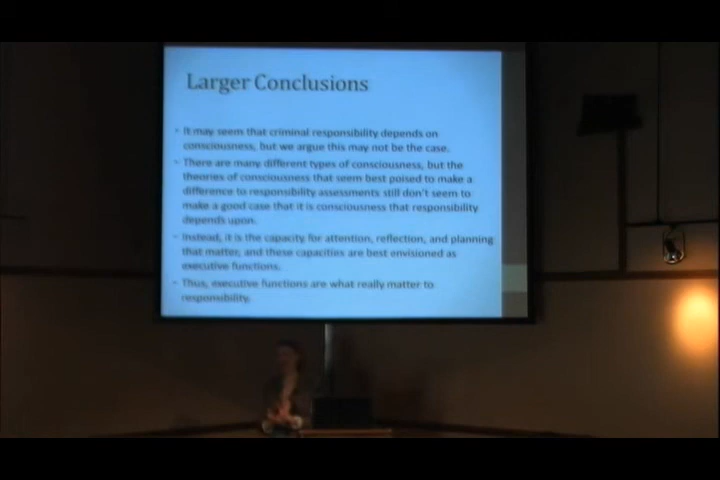 Larger Conclusions
It may seem that criminal responsibility depends on
consciousness, but we argue this may not be the case.
There are many different types of consciousness, but the
theories of consciousness that seem best poised to make a
difference to responsibility assessments still don't seem to
make a good case that it is consciousness that responsibility
depends upon.
Instead, it is the capacity for attention, reflection, and planning
that matter, and these capacities are best envisioned as
executive functions.
Thus, executive functions are what really matter to
responsibility.